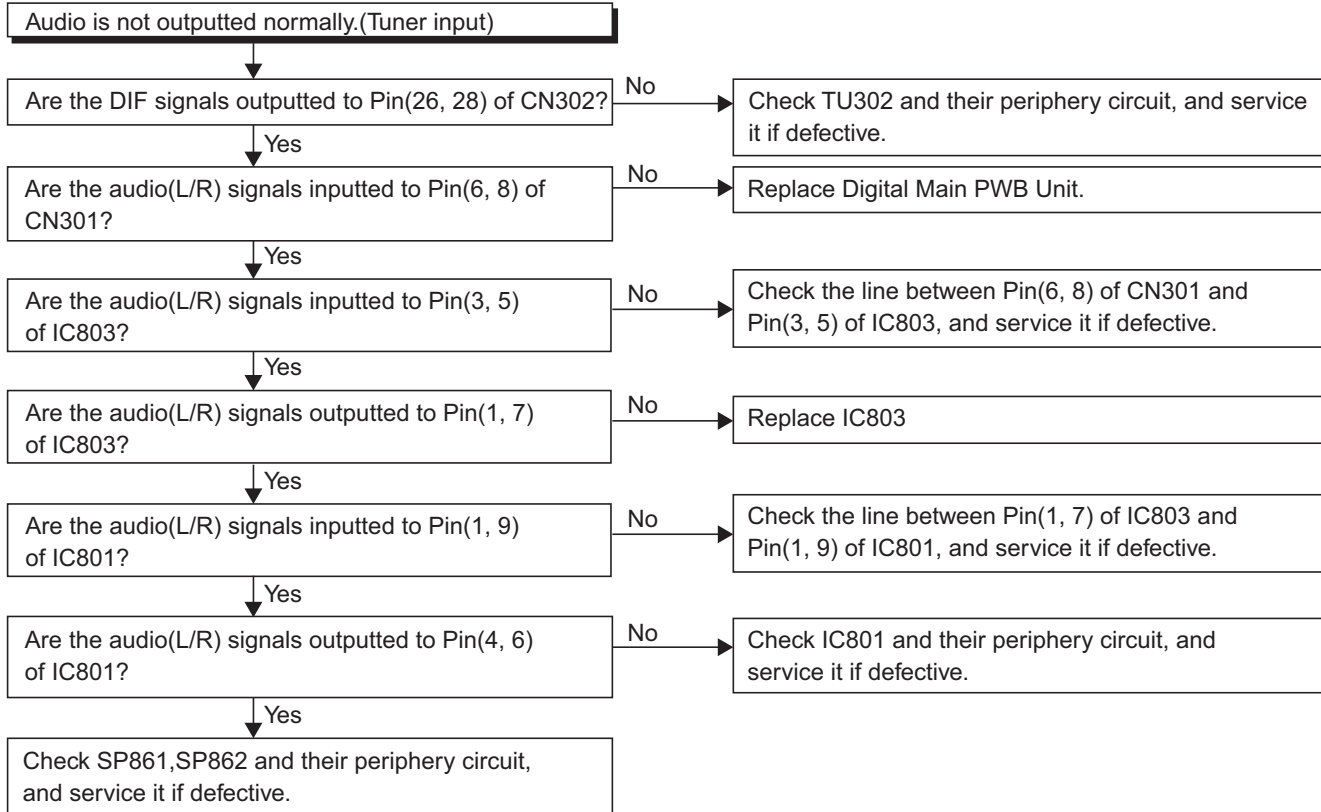 Audio is not outputted normally.(Tuner input)
Are the DIF signals outputted to Pin(26, 28) of CN302?
No
Check TU302 and their periphery circuit, and service
it if defective.
Yes
Are the audio(L/R) signals inputted to Pin(6, 8) of
CN301?
No
Replace Digital Main PWB Unit.
Yes
Are the audio(L/R) signals inputted to Pin(3, 5)
of IC803?
No
Check the line between Pin(6, 8) of CN301 and
Pin(3, 5) of IC803, and service it if defective.
Yes
Are the audio(L/R) signals outputted to Pin(1, 7)
of IC803?
No
Replace IC803
Yes
Are the audio(L/R) signals inputted to Pin(1, 9)
of IC801?
No
Check the line between Pin(1, 7) of IC803 and
Pin(1, 9) of IC801, and service it if defective.
Yes
Are the audio(L/R) signals outputted to Pin(4, 6)
of IC801?
No
Check IC801 and their periphery circuit, and
service it if defective.
Yes
Check SP861,SP862 and their periphery circuit,
and service it if defective.